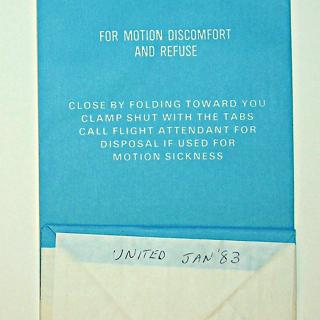 FOR MOTION DISCOMFORT
AND REFUSE
CLOSE BY FOLDING TOWARD YOU
CLAMP SHUT WITH THE TABS
CALL FLIGHT ATTENDANT FOR
DISPOSAL IF USED FOR
MOTION SICKNESS
UNITED JAN '83